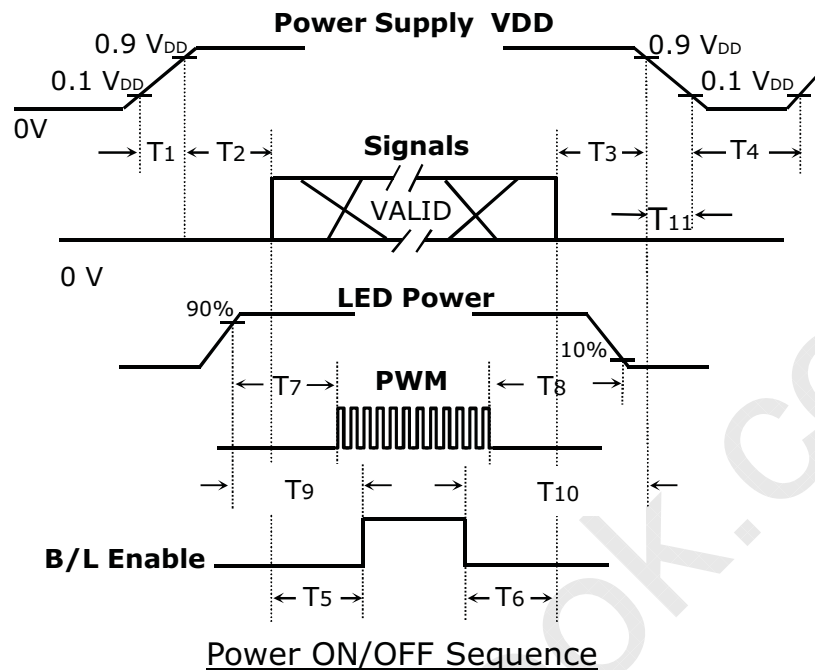 Power Supply VDD
0.9 VDD
0.9 VDD
0.1 VDD
0.1 VDD
0V
T1
T2
Signals
T3
T4
VALID
T11
0 V
LED Power
90%
10%
T7
PWM
T8
T9
T10
B/L Enable
T5
T6
Power ON/OFF Sequence
ok.c